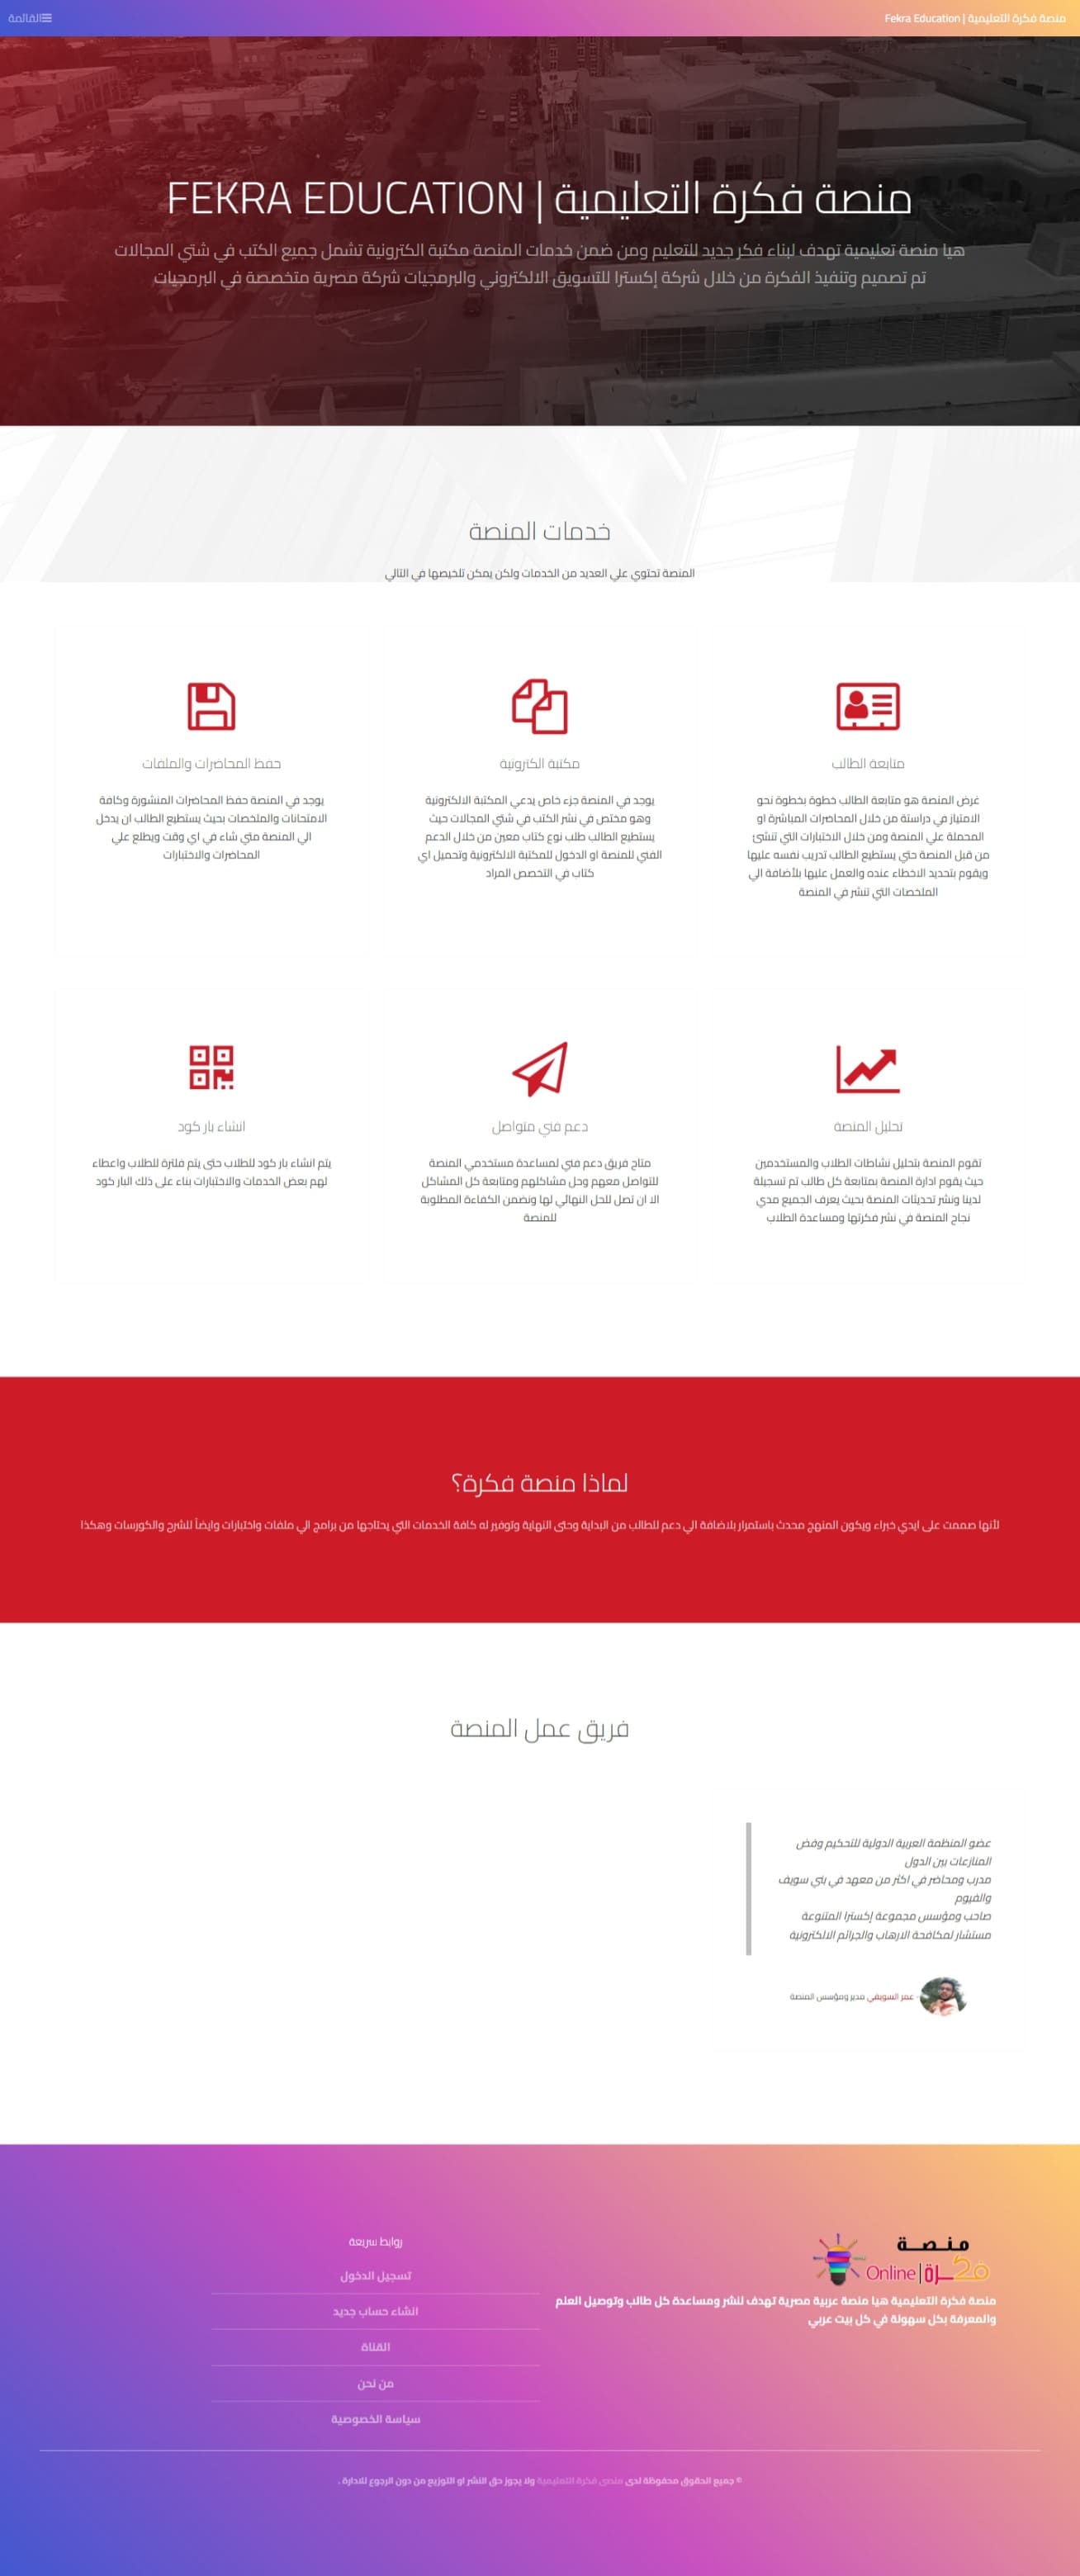 منصة فكرة التعليمية | Fekra Education
القائمة
منصة فكرة التعليمية | FEKRA EDUCATION
هيا منصة تعليمية تهدف لبناء فكر جديد للتعليم ومن ضمن خدمات المنصة مكتبة الكترونية تشمل جميع الكتب في شتي المجالات
تم تصميم وتنفيذ الفكرة من خلال شركة إكسترا للتسويق الالكتروني والبرمجيات شركة مصرية متخصصة في البرمجيات
خدمات المنصة
المنصة تحتوي علي العديد من الخدمات ولكن يمكن تلخيصها في التالي
متابعة الطالب
غرض المنصة هو متابعة الطالب خطوة بخطوة نحو
الامتياز في دراستة من خلال المحاضرات المباشرة او
المحملة علي المنصة ومن خلال الاختبارات التي تنشئ
من قبل المنصة حتي يستطيع الطالب تدريب نفسه عليها
ويقوم بتحديد الاخطاء عنده والعمل عليها بلأضافة الي
الملخصات التي تنشر في المنصة
مكتبة الكترونية
يوجد في المنصة جزء خاص يدعي المكتبة الالكترونية
وهو مختص في نشر الكتب في شتي المجالات حيث
يستطيع الطالب طلب نوع كتاب معين من خلال الدعم
الفني للمنصة او الدخول للمكتبة الالكترونية وتحميل اي
كتاب في التخصص المراد
حفظ المحاضرات والملفات
يوجد في المنصة حفظ المحاضرات المنشورة وكافة
الامتحانات والملخصات بحيث يستطيع الطالب ان يدخل
الي المنصة متي شاء في اي وقت ويطلع علي
المحاضرات والاختبارات
تحليل المنصة
تقوم المنصة بتحليل نشاطات الطلاب والمستخدمين
حيث يقوم ادارة المنصة بمتابعة كل طالب تم تسجيلة
لدينا ونشر تحديثات المنصة بحيث يعرف الجميع مدي
نجاح المنصة في نشر فكرتها ومساعدة الطلاب
دعم فني متواصل
متاح فريق دعم فني لمساعدة مستخدمي المنصة
للتواصل معهم وحل مشاكلهم ومتابعة كل المشاكل
الا ان تصل للحل النهائي لها ونضمن الكفاءة المطلوبة
للمنصة
انشاء بار كود
يتم انشاء بار كود للطلاب حتى يتم فلترة للطلاب واعطاء
لهم بعض الخدمات والاختبارات بناء على ذلك البار كود
لماذا منصة فكرة؟
لأنها صممت على ايدي خبراء ويكون المنهج محدث باستمرار بلاضافة الي دعم للطالب من البداية وحتى النهاية وتوفير له كافة الخدمات التي يحتاجها من برامج الي ملفات واختبارات وايضاً للشرح والكورسات وهكذا
فريق عمل المنصة
عضو المنظمة العربية الدولية للتحكيم وفض
المنازعات بين الدول
مدرب ومحاضر في اكثر من معهد في بني سويف
والفيوم
صاحب ومؤسس مجموعة إكسترا المتنوعة
مستشار لمكافحة الارهاب والجرائم الالكترونية
- عمر السويفي مدير ومؤسس المنصة
منصة
فكرة|Online
منصة فكرة التعليمية هيا منصة عربية مصرية تهدف لنشر ومساعدة كل طالب وتوصيل العلم
والمعرفة بكل سهولة في كل بيت عربي
روابط سريعة
تسجيل الدخول
انشاء حساب جديد
القناة
من نحن
سياسة الخصوصية
© جميع الحقوق محفوظة لدى منصى فكرة التعليمية ولا يجوز حق النشر او التوزيع من دون الرجوع للادارة .